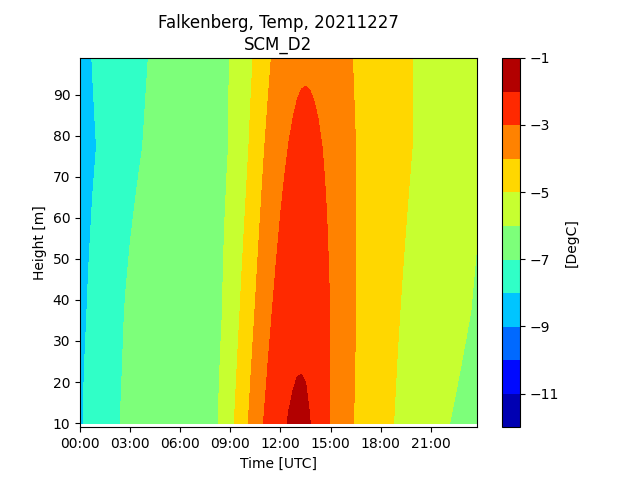 Falkenberg, Temp, 20211227
SCM_D2
90
80
70
60
50
40
30
20
10
Height [m]
00:00 03:00 06:00 09:00 12:00 15:00 18:00 21:00
Time [UTC]
−1
−3
−5
−7
−9
−11
[DegC]